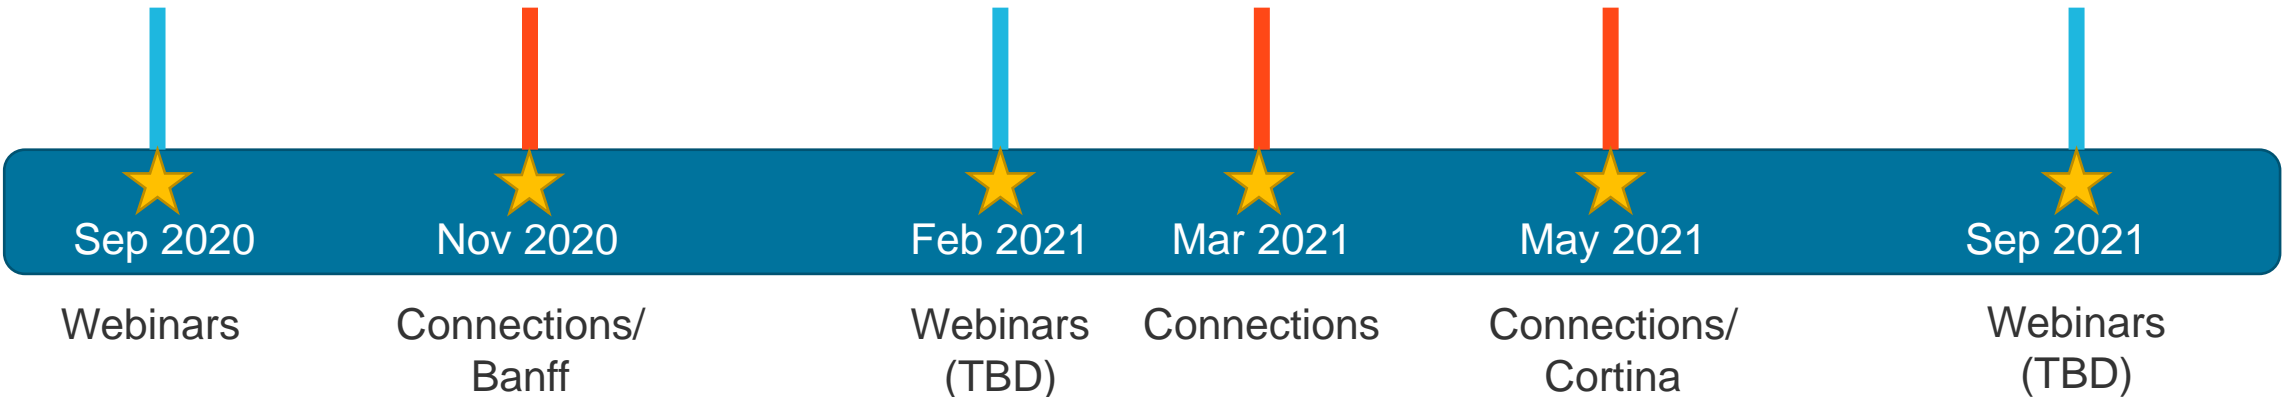 Sep 2020
Nov 2020
Feb 2021
Mar 2021
May 2021
Sep 2021
Webinars
Connections/
Banff
Webinars
(TBD)
Connections
Connections/
Cortina
Webinars
(TBD)